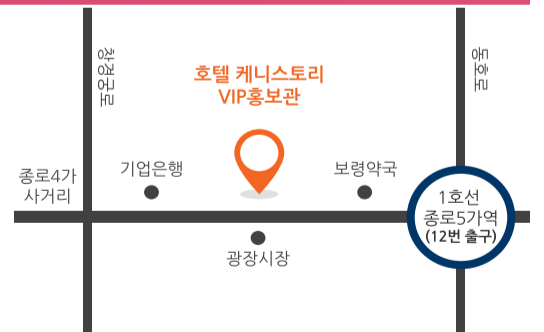 창경궁로
동호로
호텔 케니스토리
VIP홍보관
종로4가
사거리
기업은행
보령약국
1호선
종로5가역
(12번 출구)
광장시장